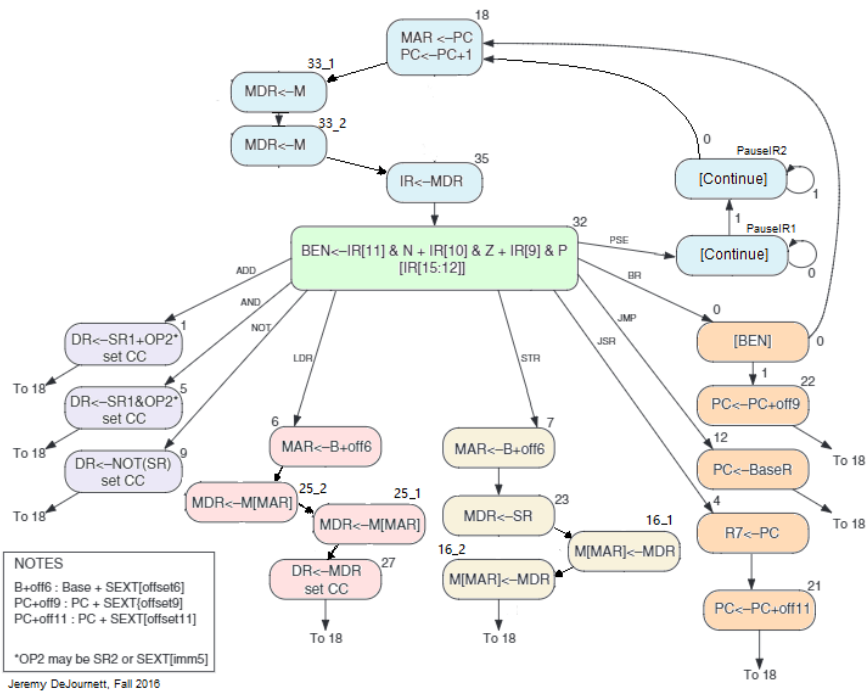 18
MAR <-PC
PC<-PC+1
33_1
MDR<-M
33_2
MDR<-M
35
IR<-MDR
0
PauseIR2
[Continue]
1
1
PauseIR1
[Continue]
0
32
BEN<-IR[11] & N + IR[10] & Z + IR[9] & P
[IR[15:12]]
PSE
BR
JMP
JSR
ADD
AND
NOT
LDR
STR
1
DR<-SR1+OP2*
set CC
To 18
5
DR<-SR1&OP2*
set CC
To 18
9
DR<-NOT(SR)
set CC
To 18
6
MAR<-B+off6
25_2
MDR<-M[MAR]
25_1
MDR<-M[MAR]
27
DR<-MDR
set CC
To 18
7
MAR<-B+off6
23
MDR<-SR
16_1
M[MAR]<-MDR
16_2
M[MAR]<-MDR
To 18
0
[BEN]
0
1
22
PC<-PC+off9
To 18
12
PC<-BaseR
To 18
4
R7<-PC
21
PC<-PC+off11
To 18
NOTES
B+off6 : Base + SEXT[offset6]
PC+off9 : PC + SEXT{offset9]
PC+off11 : PC + SEXT[offset11]
*OP2 may be SR2 or SEXT[imm5]
Jeremy DeJournett, Fall 2016